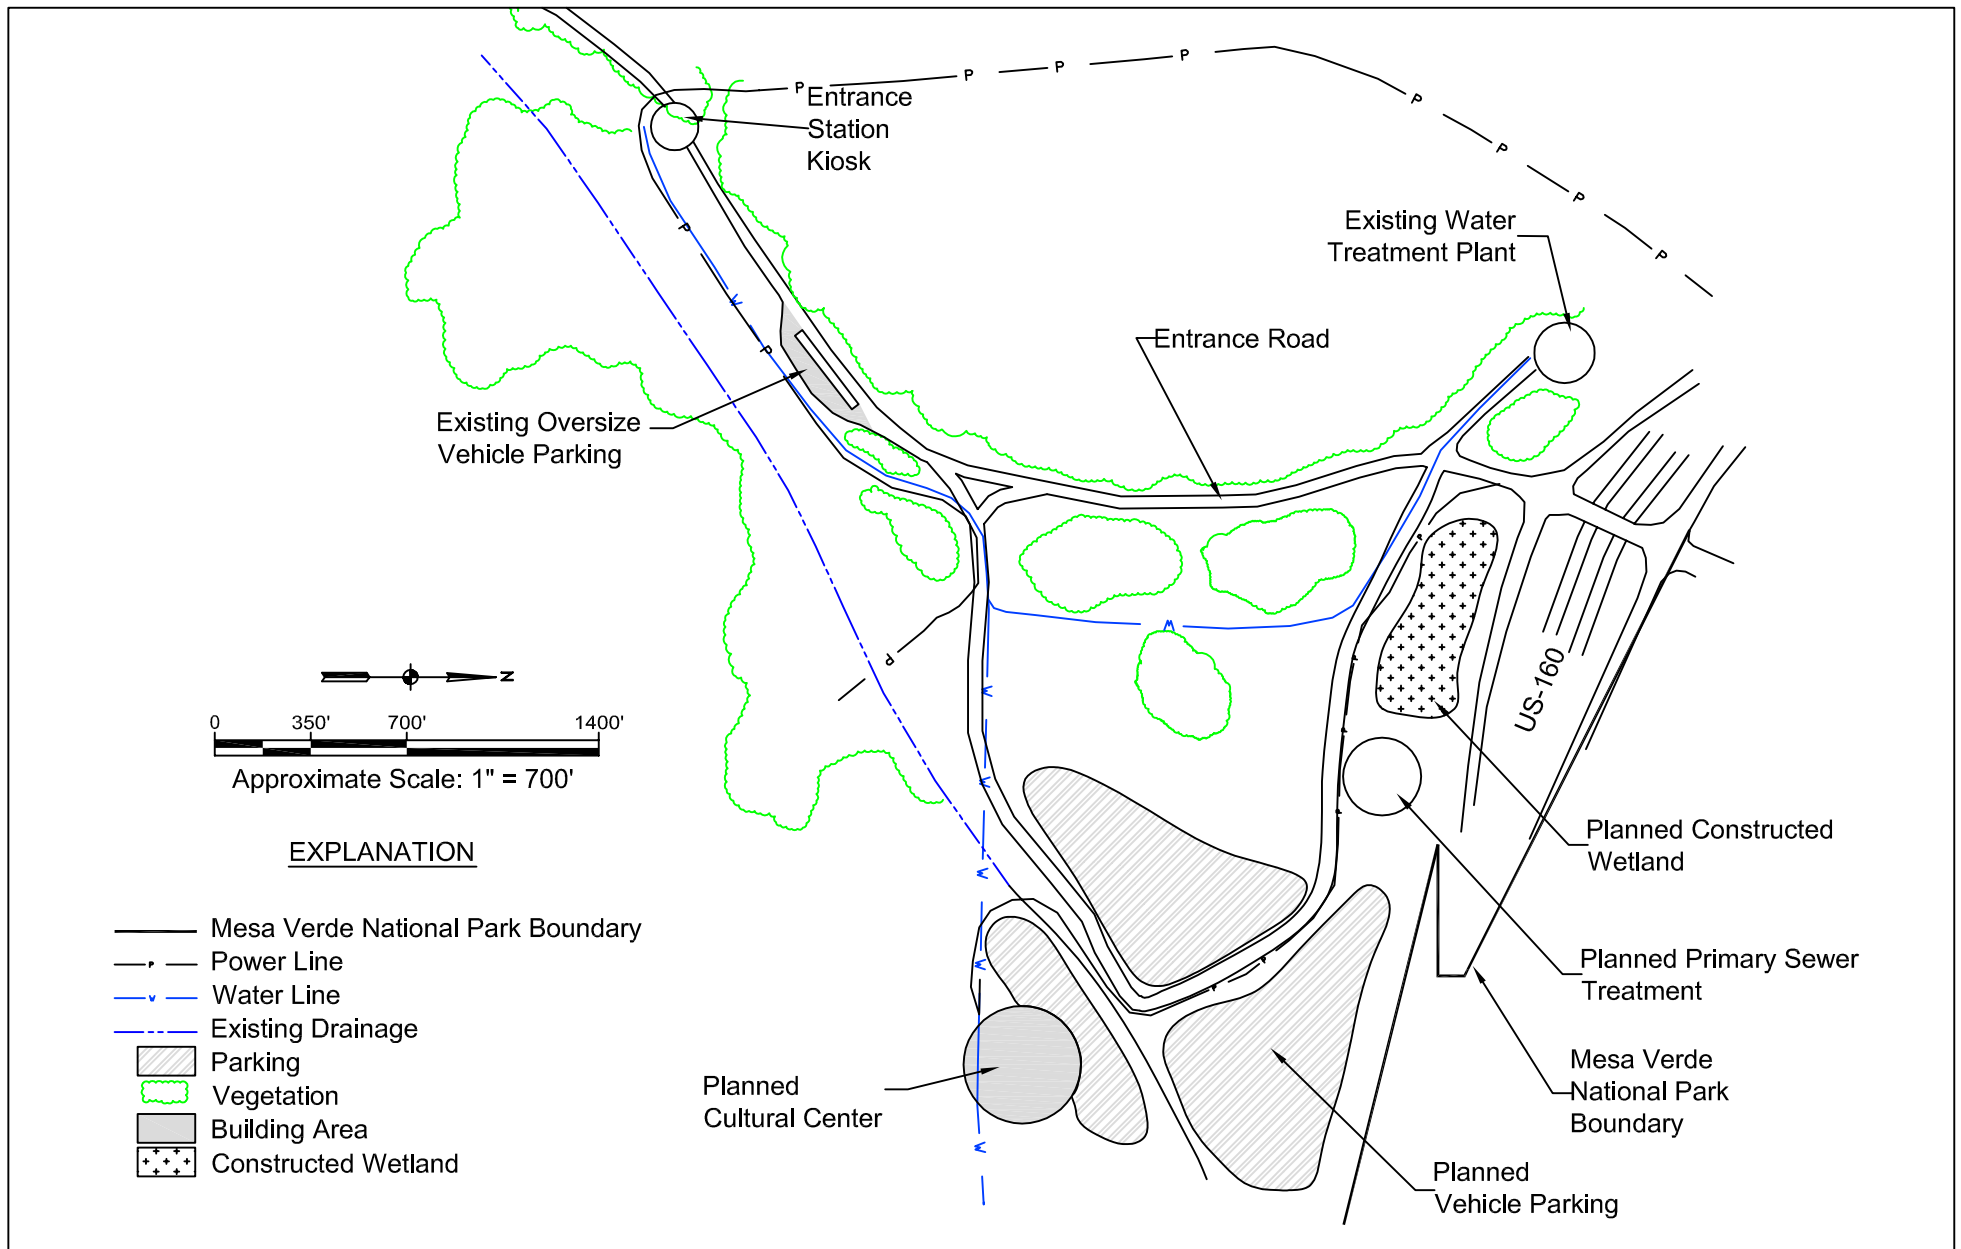 P
P
P
P
P
Entrance
Station
Kiosk
P
P
P
P
P
Existing Water
Treatment Plant
W
P
Entrance Road
Existing Oversize
Vehicle Parking
P
W
P
P
N
W
P
US-160
0 350' 700' 1400'
P
W
Approximate Scale: 1" = 700'
P
Planned Constructed
Wetland
EXPLANATION
W
Mesa Verde National Park Boundary
P Power Line
W Water Line
Existing Drainage
Parking
Vegetation
Building Area
Constructed Wetland
W
P
P
Planned Primary Sewer
Treatment
Planned
Cultural Center
Mesa Verde
National Park
Boundary
W
Planned
Vehicle Parking